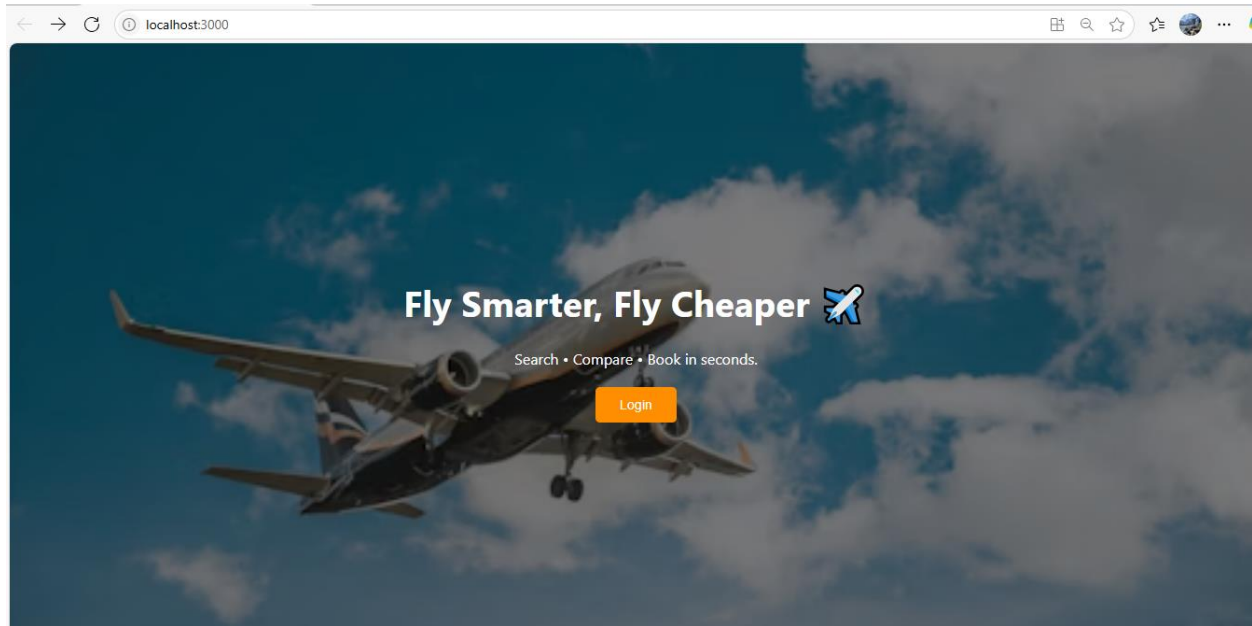 localhost:3000
Fly Smarter, Fly Cheaper ✈
Search • Compare • Book in seconds.
Login